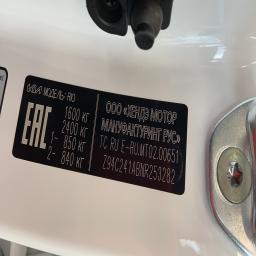 КИА МОДЕЛЬ: RIO
EAC
1600 КГ
2400 КГ
1- 850 КГ
2- 840 КГ
ООО «ХЕНДЭ МОТОР
МАНУФАКТУРИНГ РУС»
ТС RU E-RU.MT02.00651
Z94C241ABNR253282